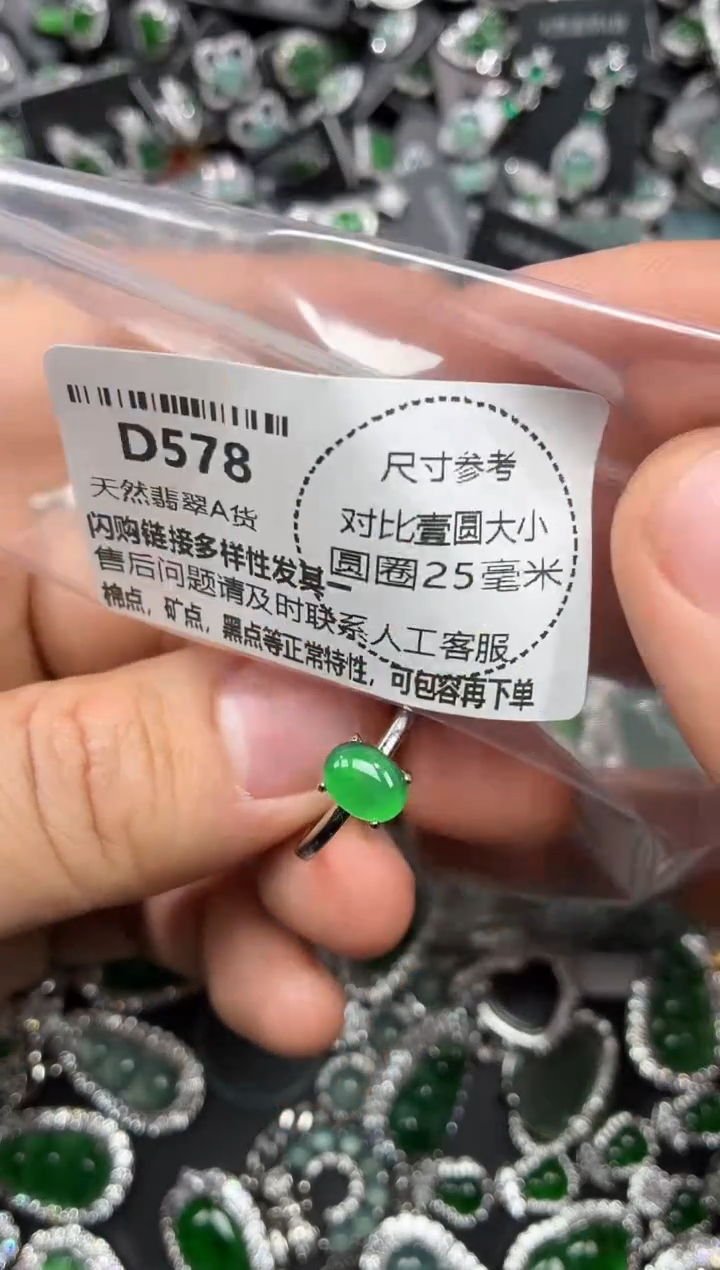 D578
天然翡翠A货
闪购链接多样性发其一
售后问题请及时联系人工客服
棉点，矿点，黑点等正常特性，可包容再下单
尺寸参考
对比壹圆大小
圆圈25毫米